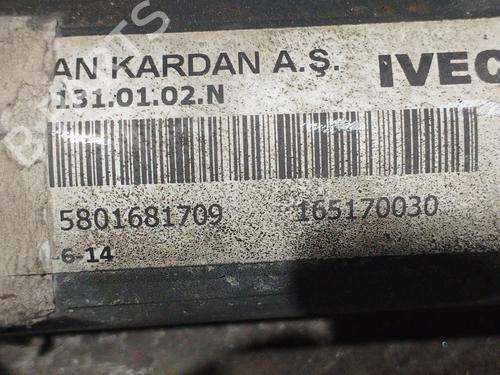 AN KARDAN A.Ş. IVEC
131.01.02.N
5801681709 165170030
-6-14